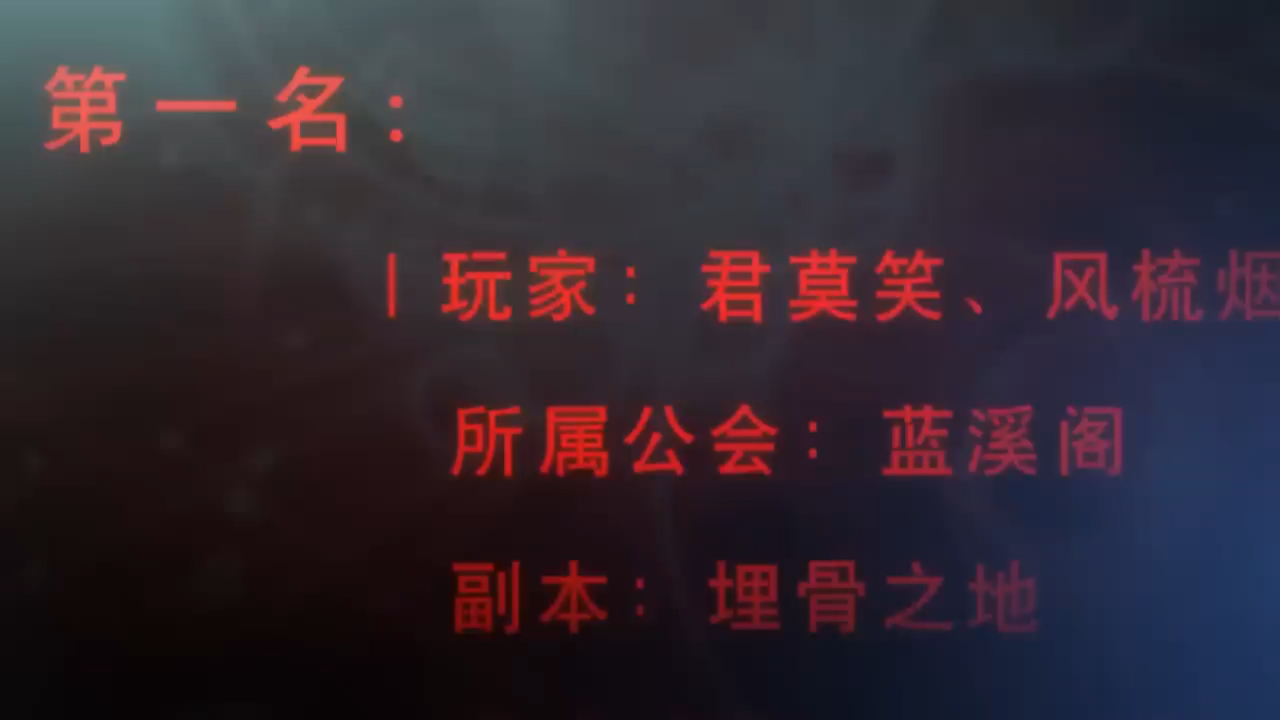 第一名：
| 玩家：君莫笑、风梳烟
所属公会：蓝溪阁
副本：埋骨之地